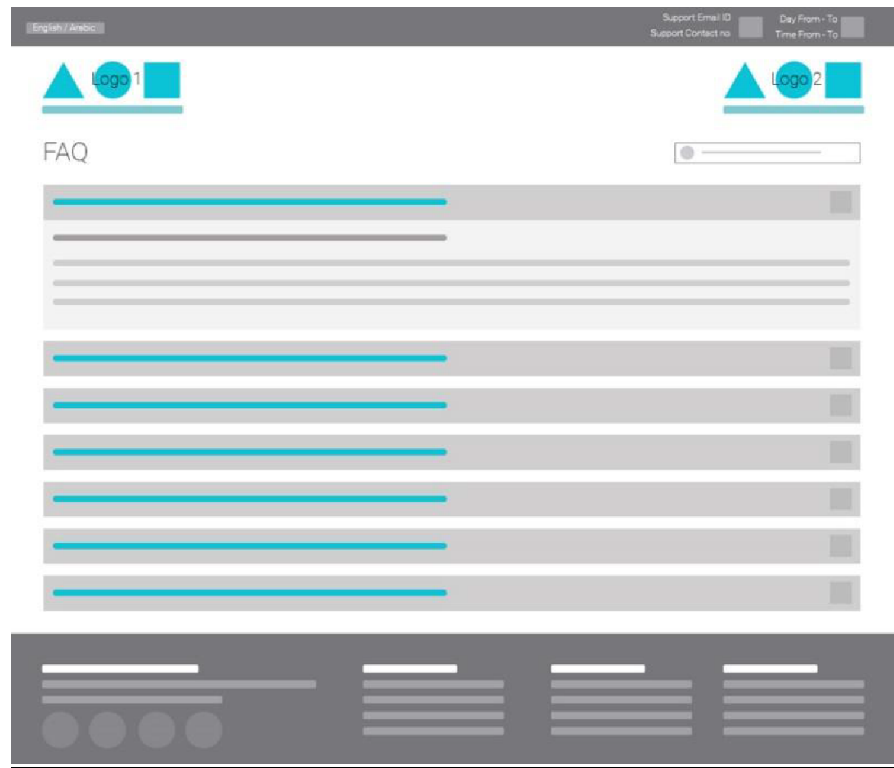 English / Arabic
Support Email ID
Support Contact no
Day From - To
Time From - To
Logo 1
Logo 2
FAQ